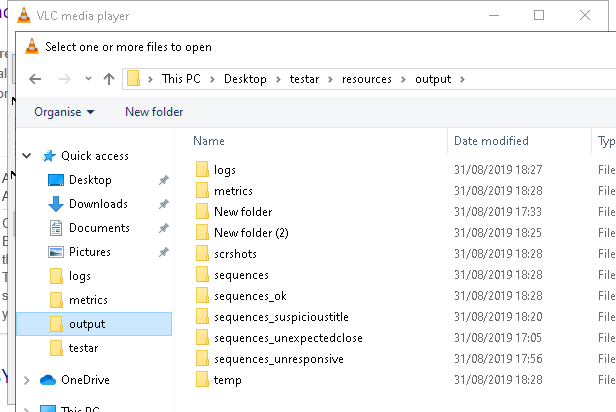 VLC media player
Select one or more files to open
This PC > Desktop > testar > resources > output >
Organise New folder
Name Date modified Typ
Quick access
Desktop
Downloads
Documents
Pictures
logs
metrics
output
testar
OneDrive
This PC
logs 31/08/2019 18:27 File
metrics 31/08/2019 18:28 File
New folder 31/08/2019 17:33 File
New folder (2) 31/08/2019 18:25 File
scrshots 31/08/2019 18:28 File
sequences 31/08/2019 18:28 File
sequences_ok 31/08/2019 18:28 File
sequences_suspicioustitle 31/08/2019 18:20 File
sequences_unexpectedclose 31/08/2019 17:05 File
sequences_unresponsive 31/08/2019 17:56 File
temp 31/08/2019 18:28 File